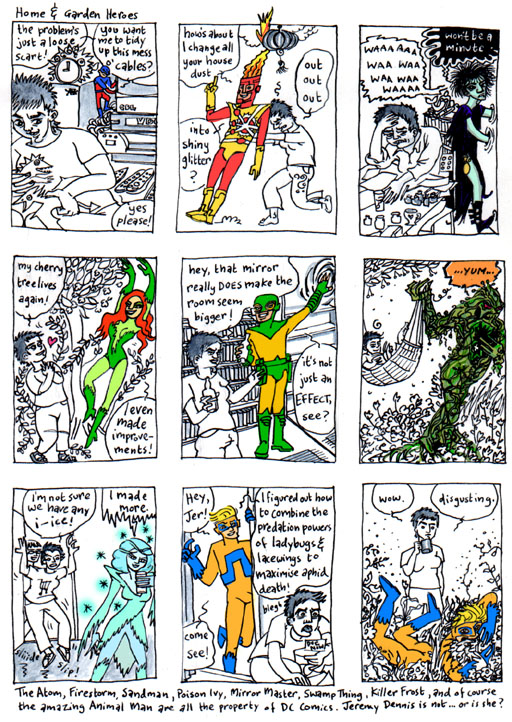 Home & Garden Heroes
the problem's
just a loose
scart!
you want
me to tidy
up this mess
cables?
yes
please!
how's about
I change all
your house
dust
into
shiny
glitter
?
out
out
out
WAAAAAA
WAA WAA
WAA WAA
WAAAA
won't be a
minute
my cherry
tree lives
again!
I even
made
improve-
ments!
hey, that mirror
really DOES make the
room seem
bigger!
it's not
just an
EFFECT,
see?
...YUM...
i'm not sure
we have any
i-ice!
I made
more.
sliiide
slip!
Hey,
Jer!
I figured out how
to combine the
predation powers
of ladybugs &
lacewings to
maximise aphid
death!
come
see!
blegh
wow.
disgusting.
The Atom, Firestorm, Sandman, Poison Ivy, Mirror Master, Swamp Thing, Killer Frost, and of course
the amazing Animal Man are all the property of DC Comics. Jeremy Dennis is not... or is she?